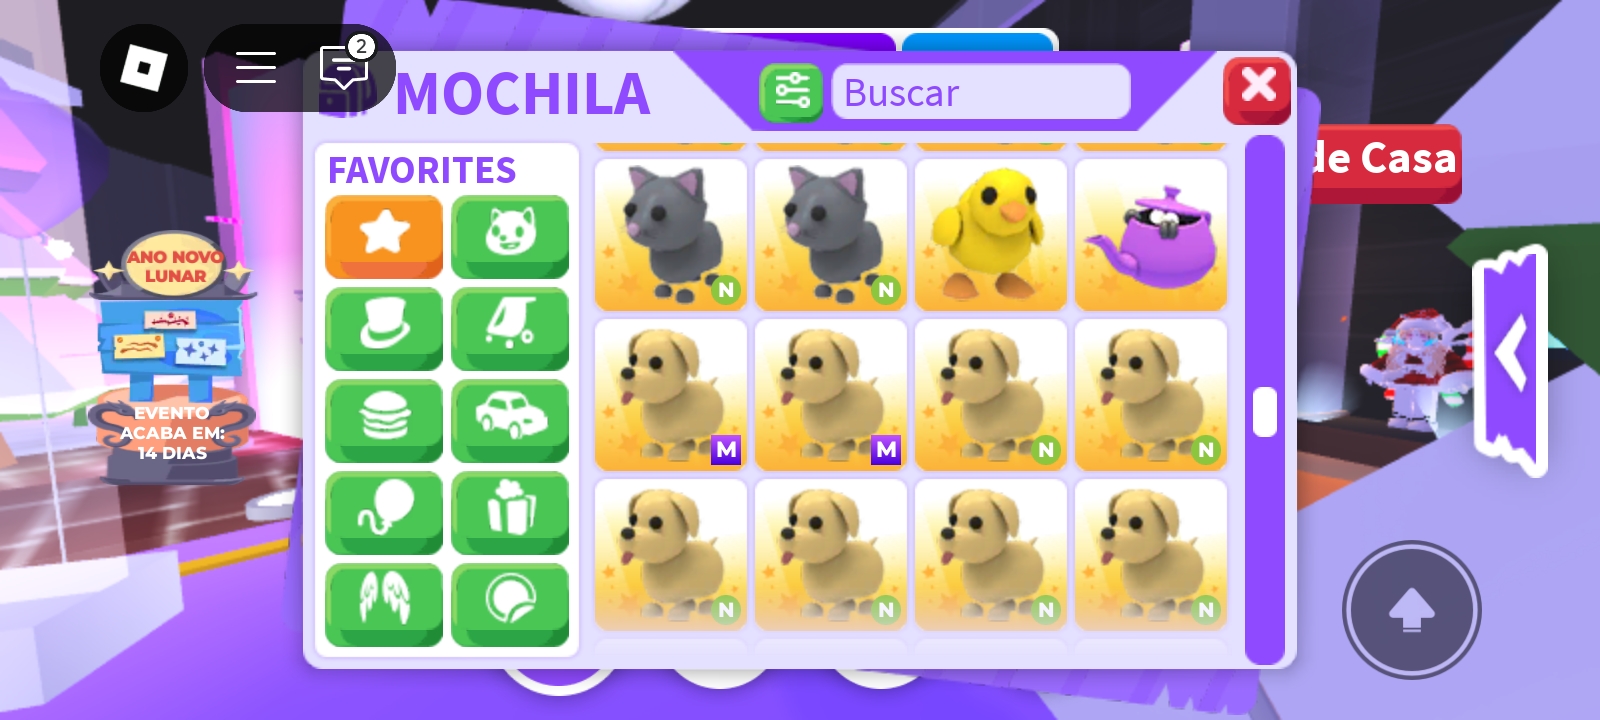 2
MOCHILA
Buscar
de Casa
FAVORITES
ANO NOVO
LUNAR
EVENTO
ACABA EM:
14 DIAS
N
N
M
M
N
N
N
N
N
N